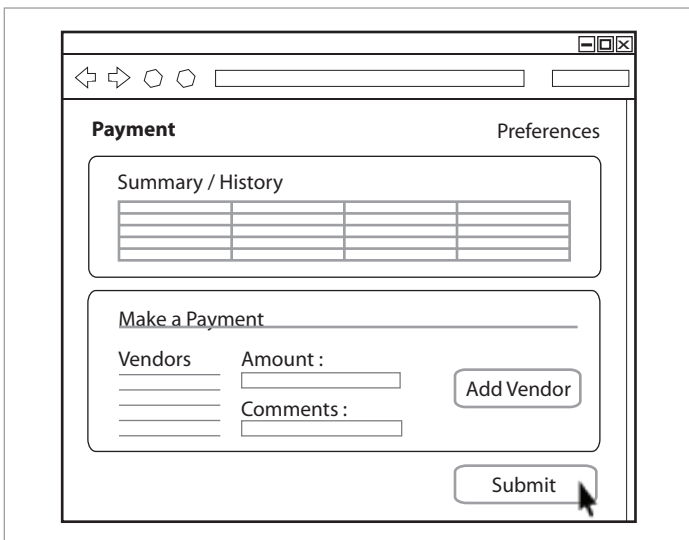 Payment
Preferences
Summary / History
Make a Payment
Vendors
Amount :
Add Vendor
Comments :
Submit